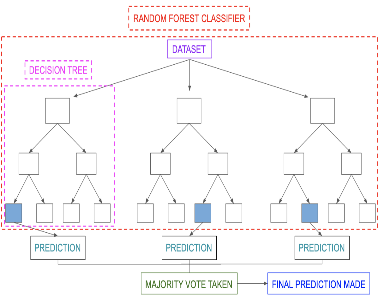 RANDOM FOREST CLASSIFIER
DATASET
DECISION TREE
PREDICTION
PREDICTION
PREDICTION
MAJORITY VOTE TAKEN
FINAL PREDICTION MADE